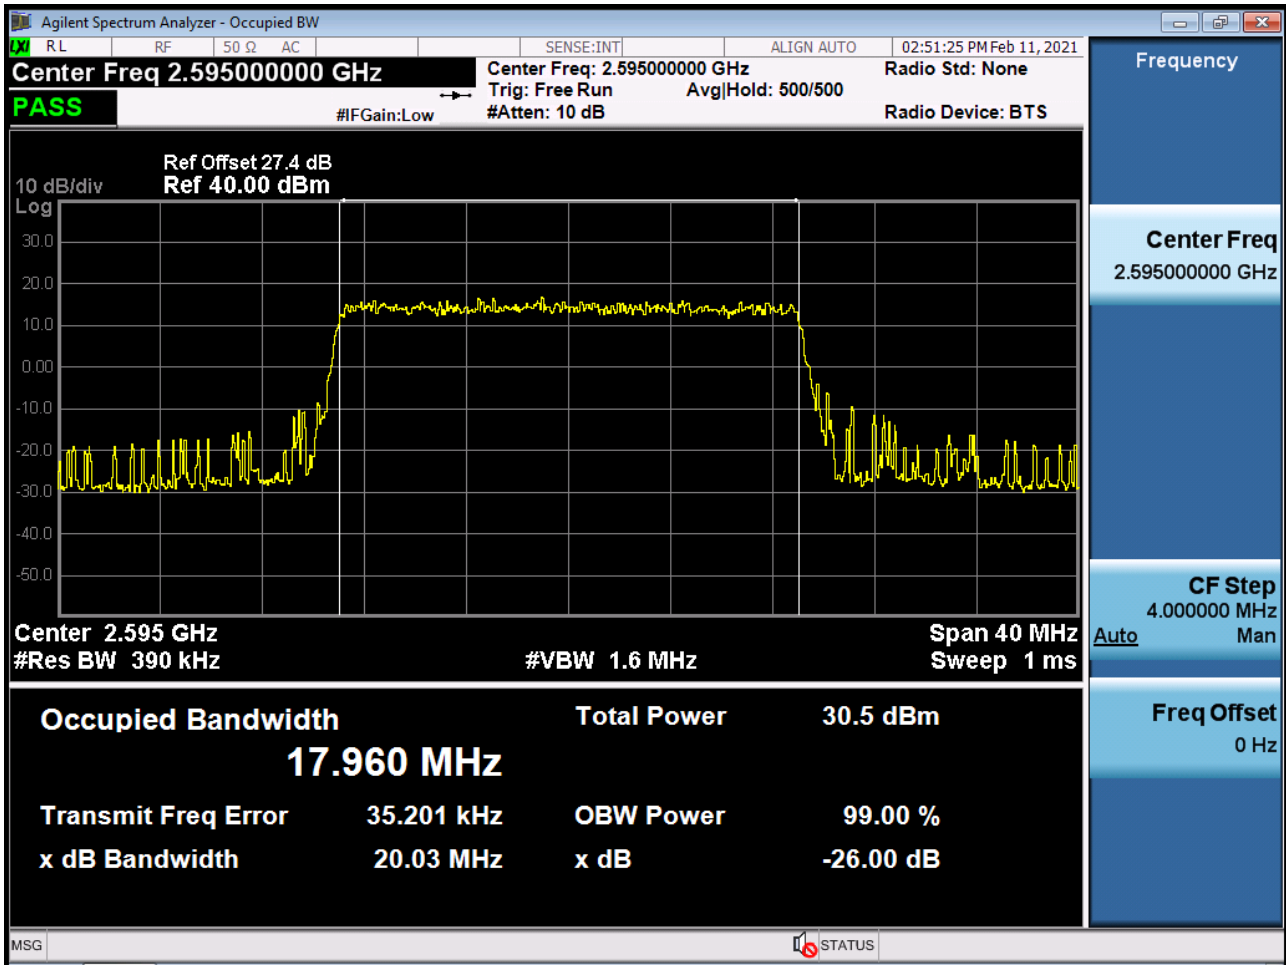 Agilent Spectrum Analyzer - Occupied BW
LXI RL RF 50 Ω AC SENSE:INT ALIGN AUTO 02:51:25 PM Feb 11, 2021
Center Freq 2.595000000 GHz
PASS
#IFGain:Low
Center Freq: 2.595000000 GHz
Trig: Free Run Avg|Hold: 500/500
#Atten: 10 dB
Radio Std: None
Radio Device: BTS
Ref Offset 27.4 dB
10 dB/div Ref 40.00 dBm
Log
30.0
20.0
10.0
0.00
-10.0
-20.0
-30.0
-40.0
-50.0
Center 2.595 GHz Span 40 MHz
#Res BW 390 kHz #VBW 1.6 MHz Sweep 1 ms
Occupied Bandwidth Total Power 30.5 dBm
17.960 MHz
Transmit Freq Error 35.201 kHz OBW Power 99.00 %
x dB Bandwidth 20.03 MHz x dB -26.00 dB
MSG STATUS
Frequency
Center Freq
2.595000000 GHz
CF Step
4.000000 MHz
Auto Man
Freq Offset
0 Hz